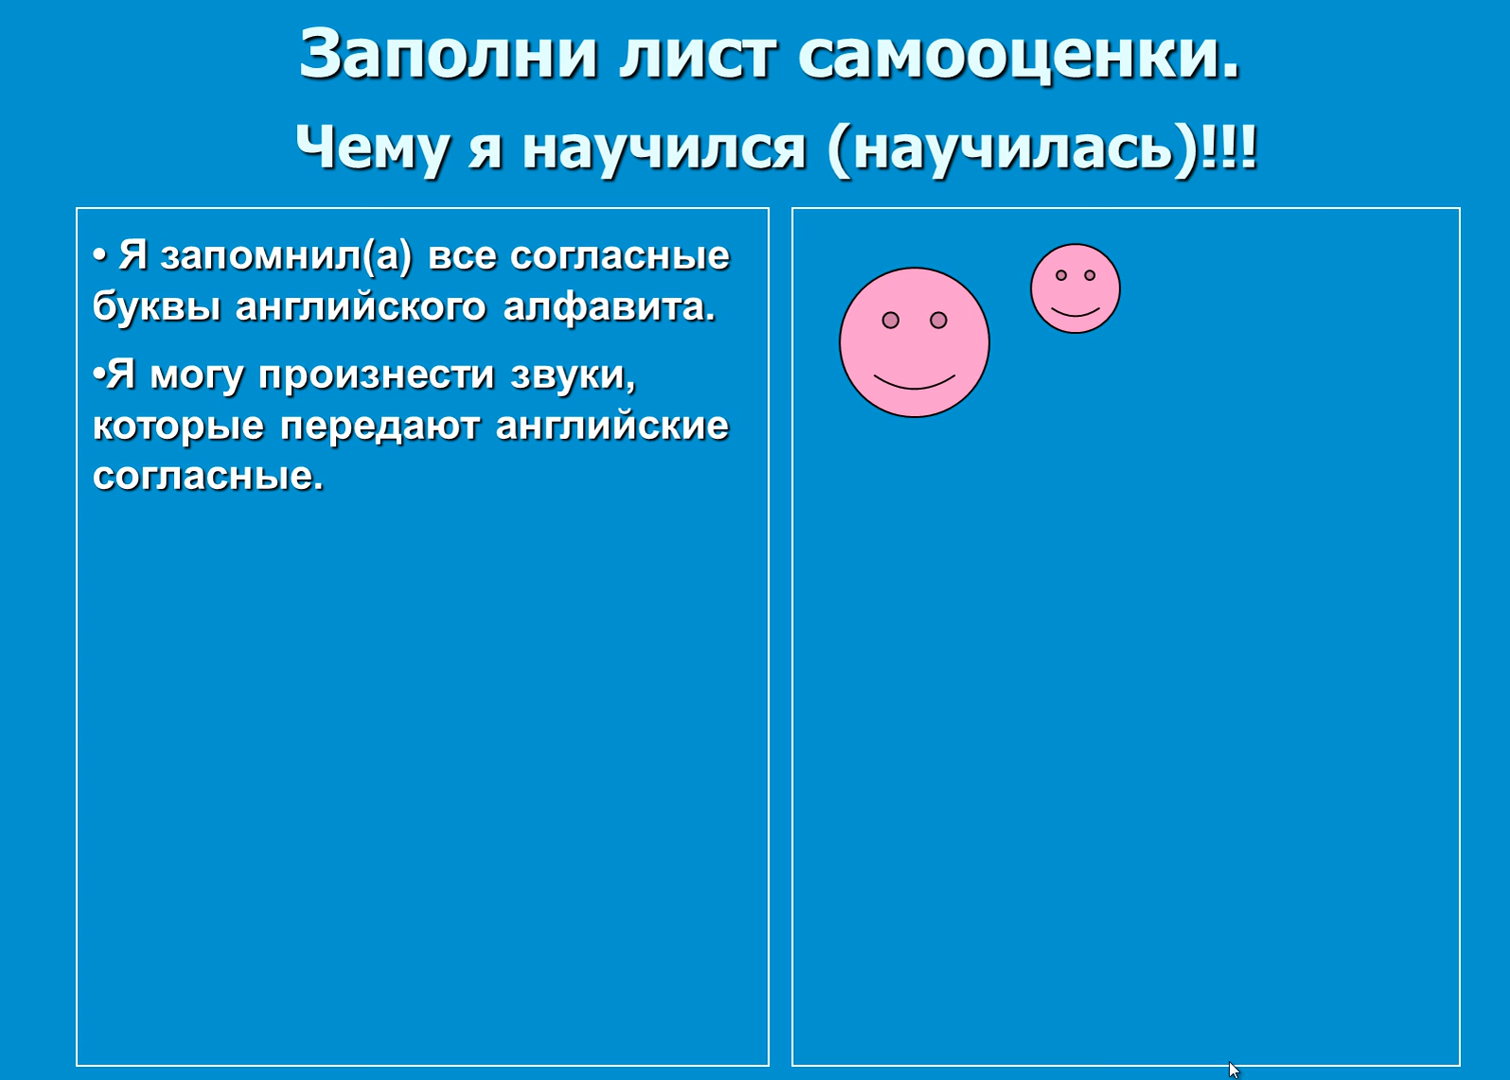 Заполни лист самооценки.
Чему я научился (научилась)!!!
• Я запомнил(а) все согласные
буквы английского алфавита.
•Я могу произнести звуки,
которые передают английские
согласные.